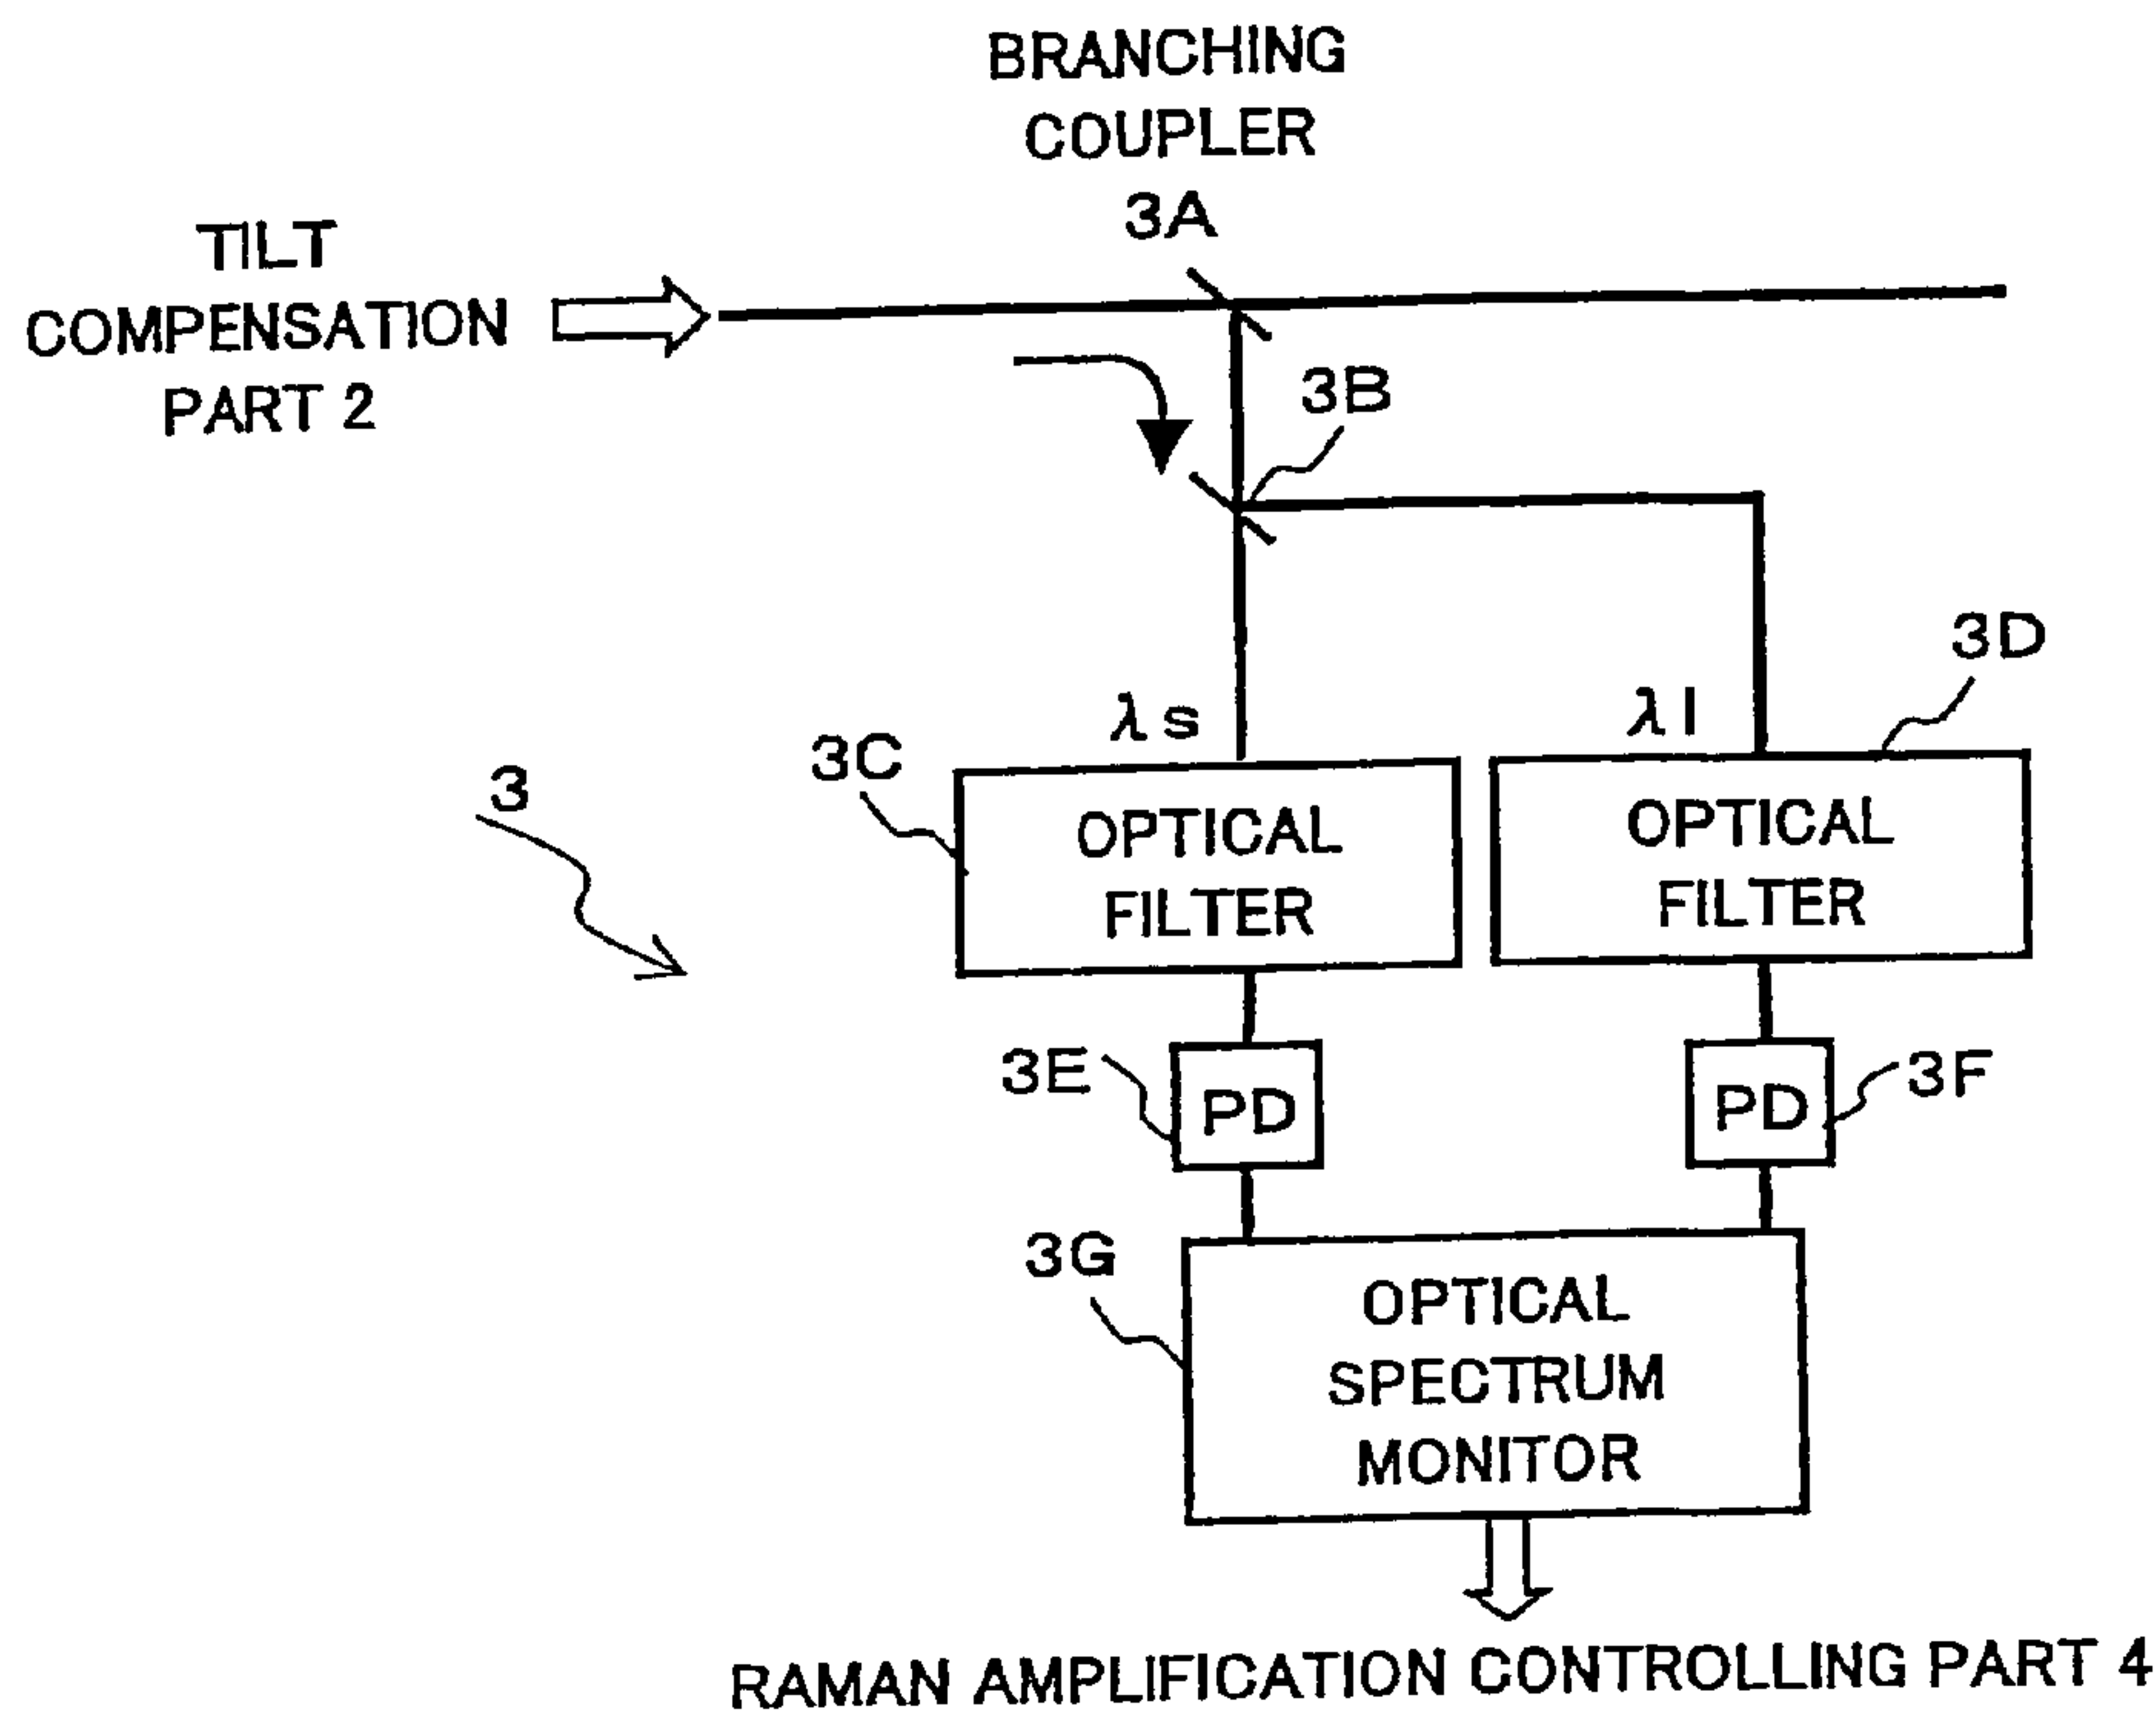 BRANCHING
COUPLER
3A
TILT
COMPENSATION
PART 2
3B
3D
λs
λl
3C
3
OPTICAL
FILTER
OPTICAL
FILTER
3E
PD
PD
3F
3G
OPTICAL
SPECTRUM
MONITOR
RAMAN AMPLIFICATION CONTROLLING PART 4